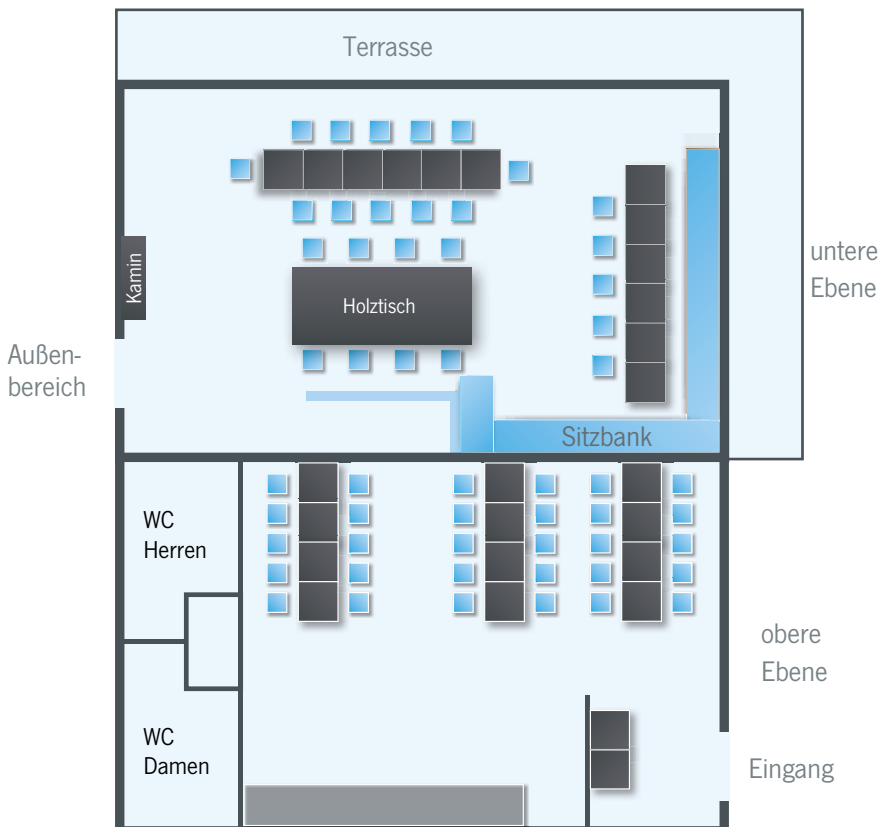 Terrasse
Kamin
Holztisch
untere
Ebene
Außen-
bereich
Sitzbank
WC
Herren
obere
Ebene
WC
Damen
Eingang